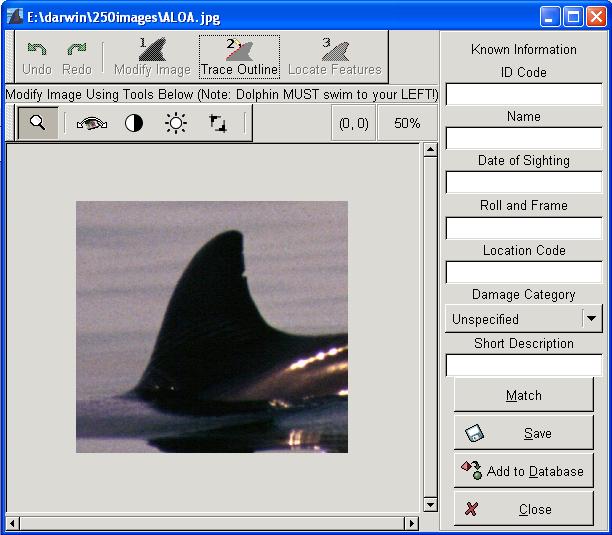 E:\darwin\250images\ALOA.jpg
1 2 3
Undo Redo Modify Image Trace Outline Locate Features
Modify Image Using Tools Below (Note: Dolphin MUST swim to your LEFT!)
(0, 0) 50%
Known Information
ID Code
Name
Date of Sighting
Roll and Frame
Location Code
Damage Category
Unspecified
Short Description
Match
Save
Add to Database
Close